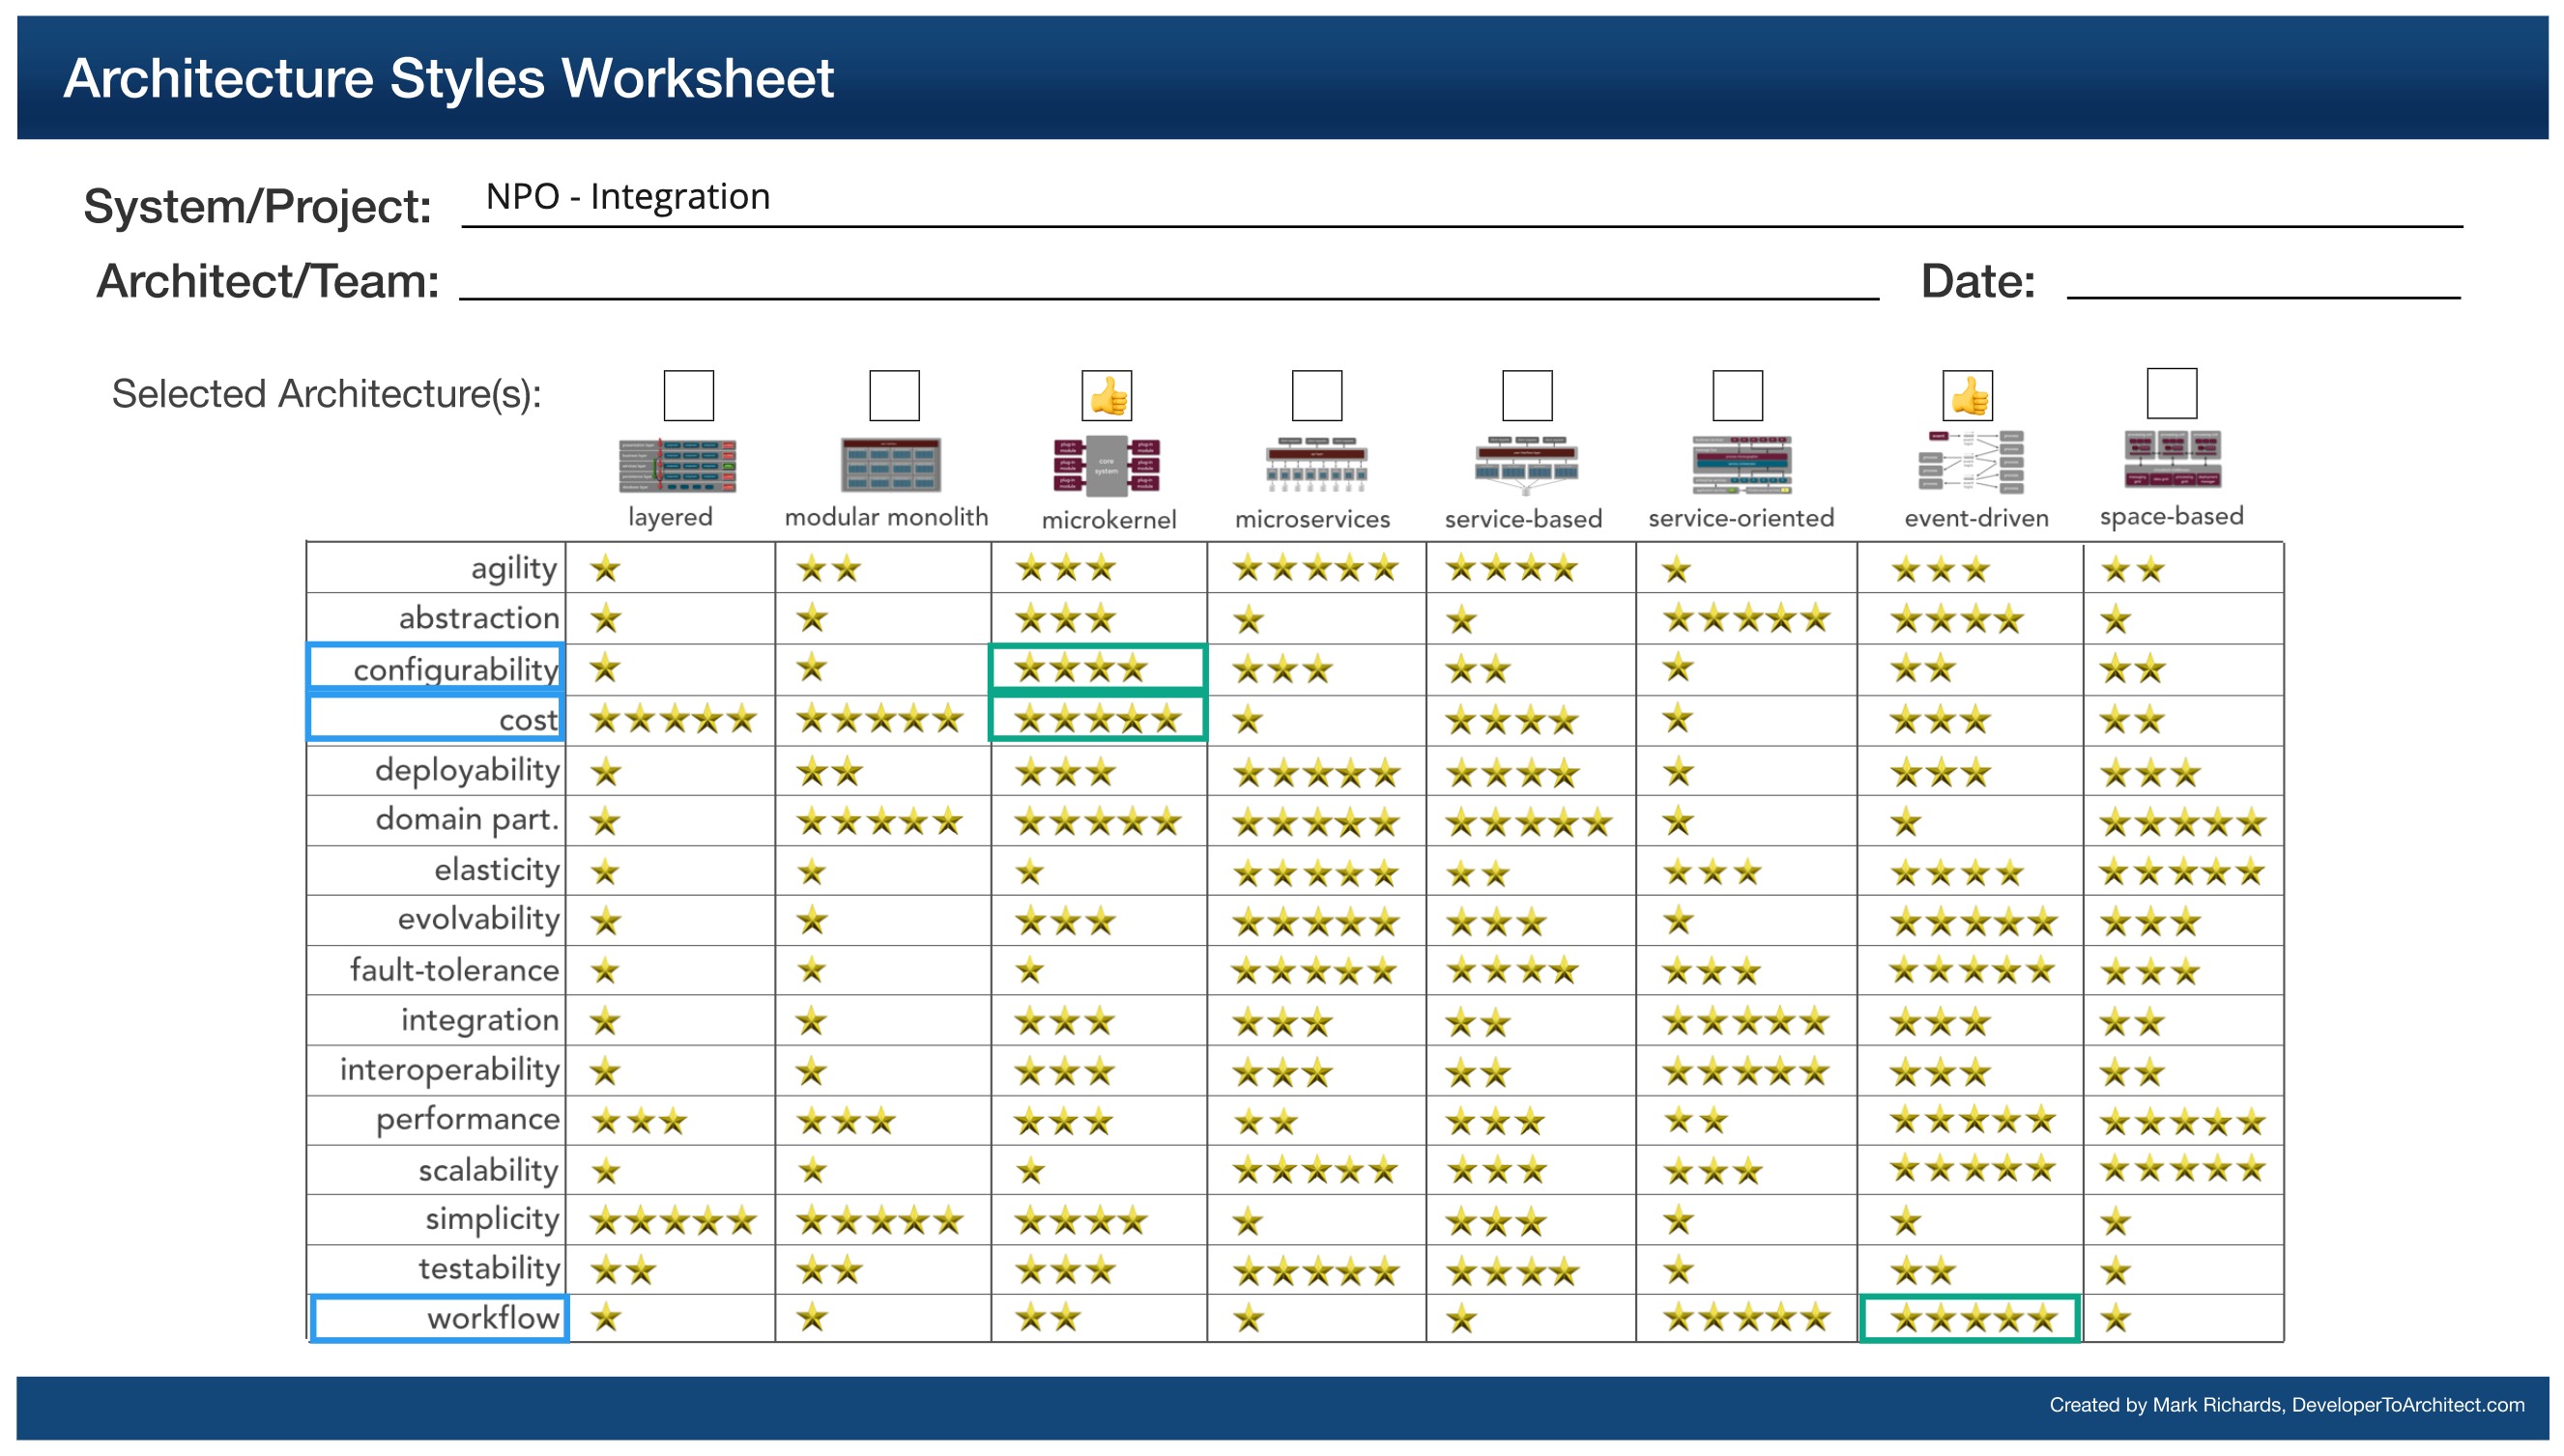 Architecture Styles Worksheet
System/Project: NPO - Integration
Architect/Team: Date:
Selected Architecture(s):
core
system
layered modular monolith microkernel microservices service-based service-oriented event-driven space-based
agility
abstraction
configurability
cost
deployability
domain part.
elasticity
evolvability
fault-tolerance
integration
interoperability
performance
scalability
simplicity
testability
workflow
Created by Mark Richards, DeveloperToArchitect.com